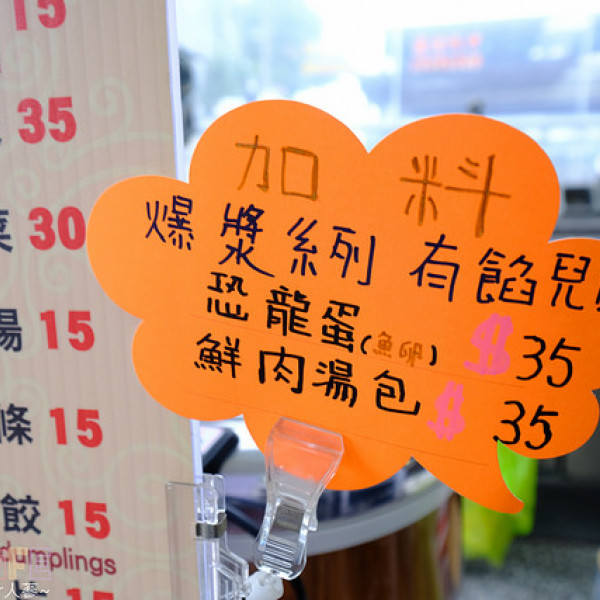 15
35
菜 30
湯 15
條 15
餃 15
dumplings
15
加 料
爆漿系列 有餡兒
恐龍蛋(魚卵) $35
鮮肉湯包 $35